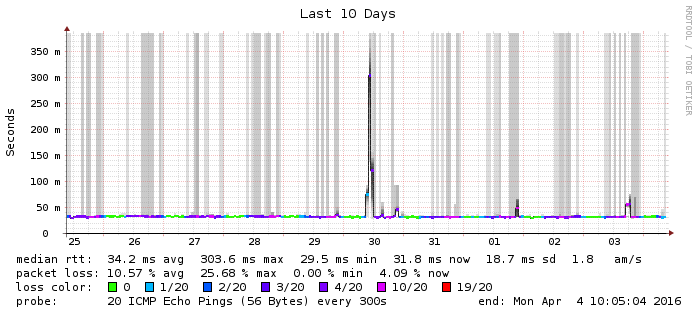 Last 10 Days
RRDTOOL / TOBI OETIKER
Seconds
350 m
300 m
250 m
200 m
150 m
100 m
50 m
0
25 26 27 28 29 30 31 01 02 03
median rtt: 34.2 ms avg 303.6 ms max 29.5 ms min 31.8 ms now 18.7 ms sd 1.8 am/s
packet loss: 10.57 % avg 25.68 % max 0.00 % min 4.09 % now
loss color: 0 1/20 2/20 3/20 4/20 10/20 19/20
probe: 20 ICMP Echo Pings (56 Bytes) every 300s end: Mon Apr 4 10:05:04 2016